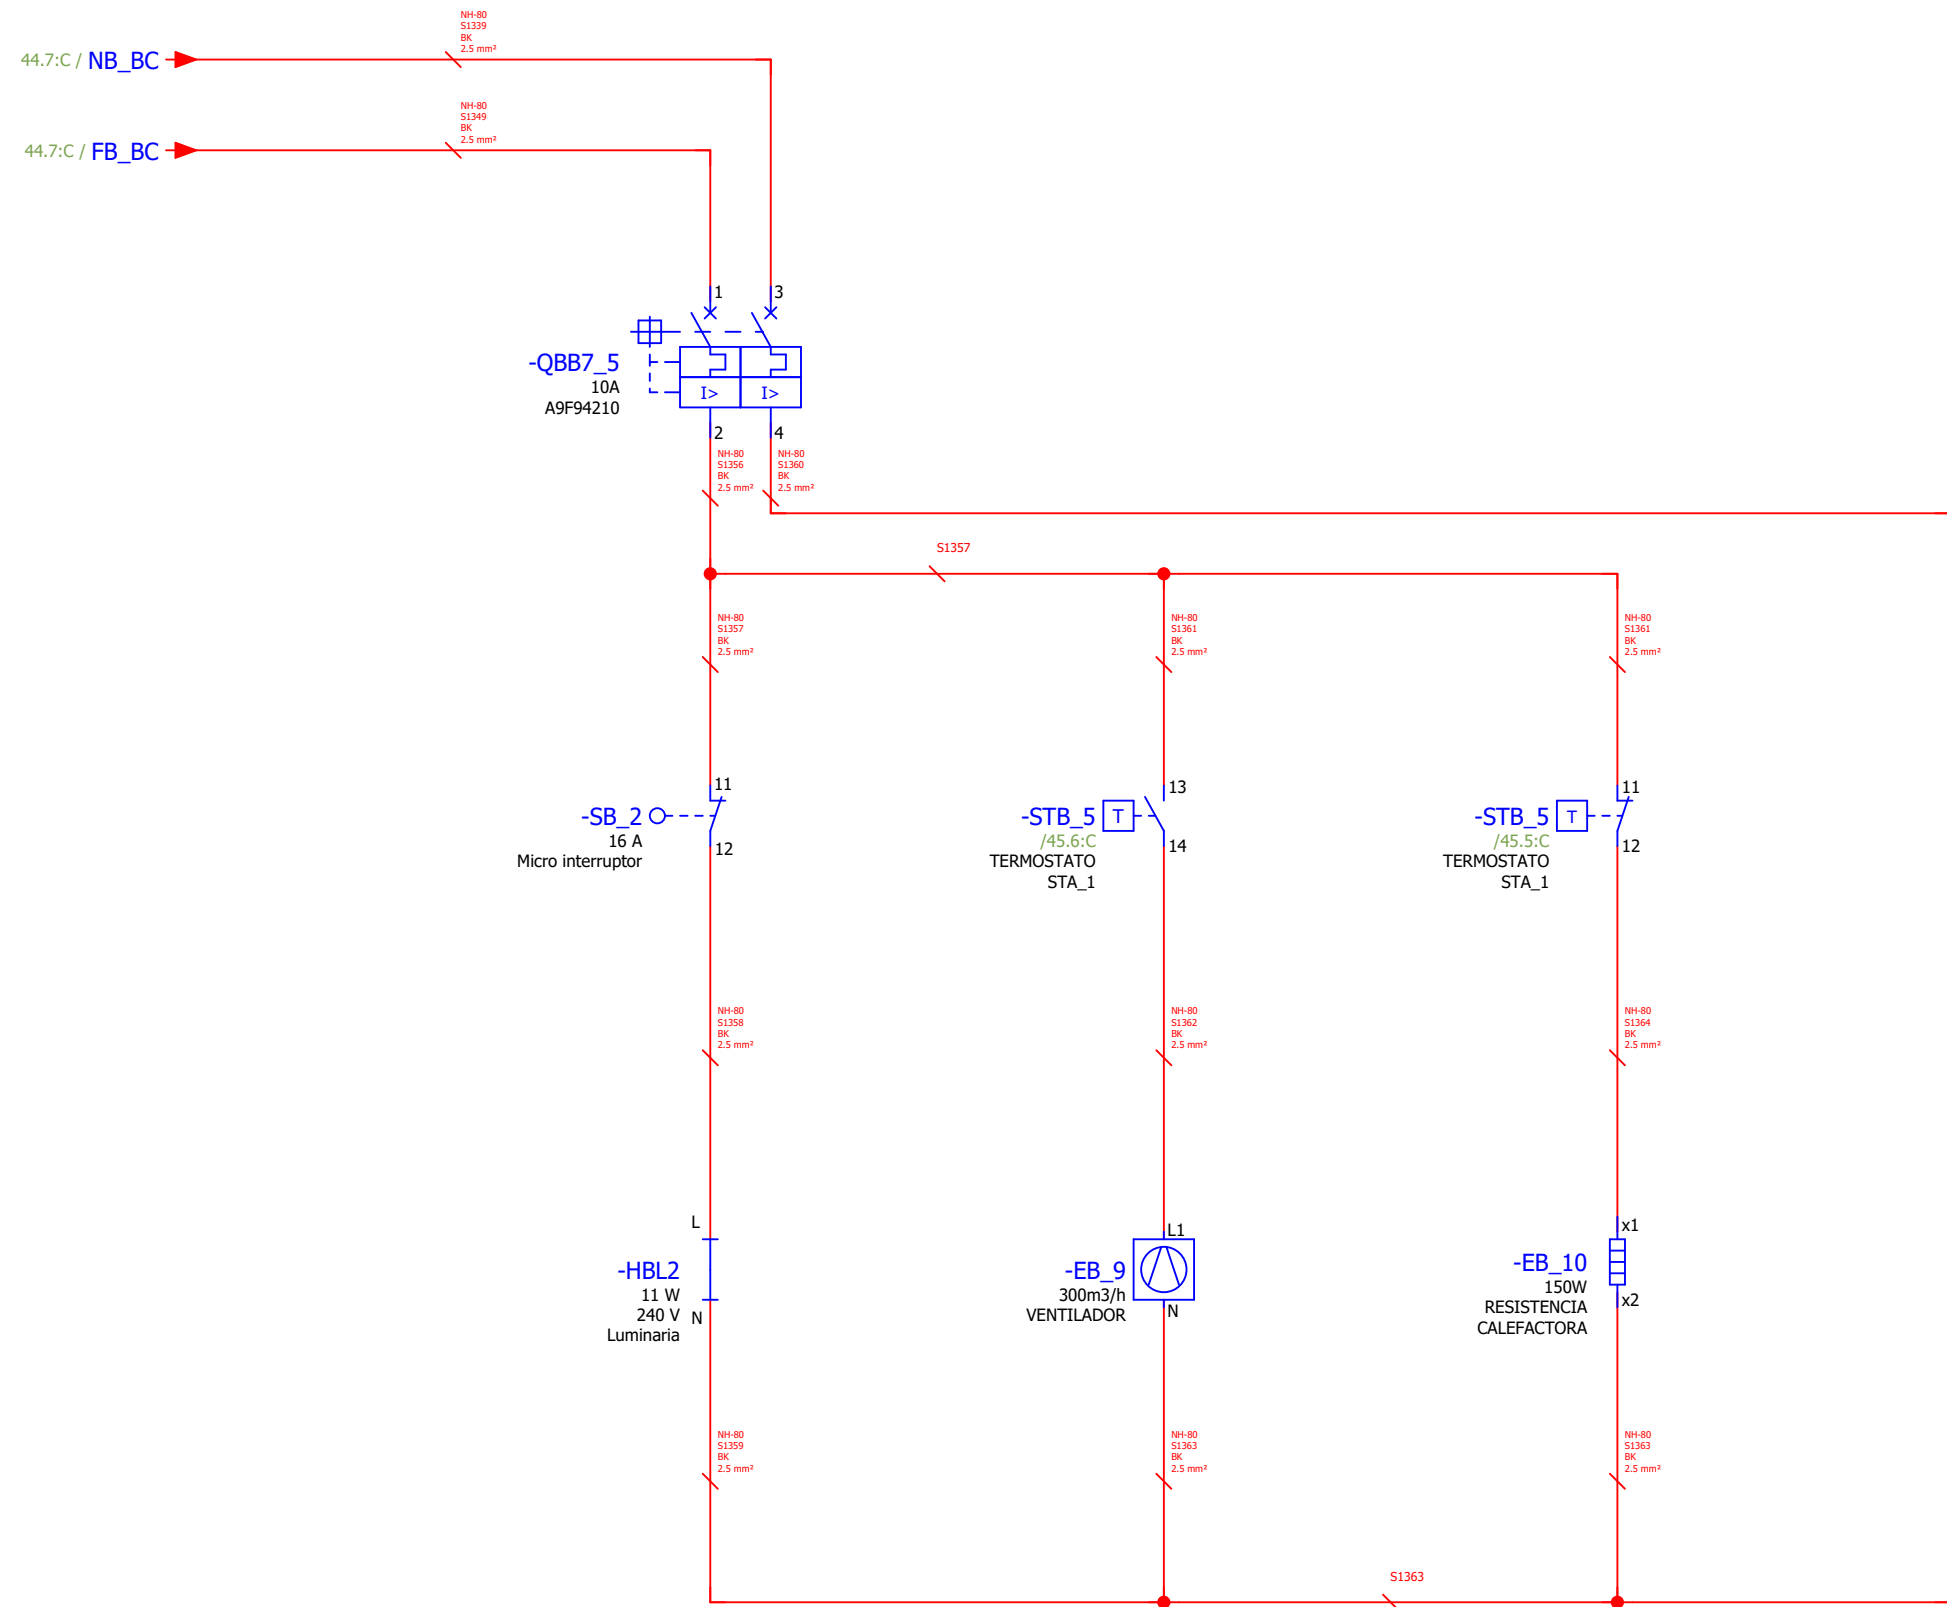 NH-80
S1339
BK
2.5 mm²
44.7:C / NB_BC
NH-80
S1349
BK
2.5 mm²
44.7:C / FB_BC
1
3
-QBB7_5
10A
A9F94210
I>
I>
2
4
NH-80
S1356
BK
2.5 mm²
NH-80
S1360
BK
2.5 mm²
S1357
NH-80
S1357
BK
2.5 mm²
NH-80
S1361
BK
2.5 mm²
NH-80
S1361
BK
2.5 mm²
11
-SB_2
16 A
Micro interruptor
12
13
-STB_5
T
/45.6:C
TERMOSTATO
STA_1
14
11
-STB_5
T
/45.5:C
TERMOSTATO
STA_1
12
NH-80
S1358
BK
2.5 mm²
NH-80
S1362
BK
2.5 mm²
NH-80
S1364
BK
2.5 mm²
L
-HBL2
11 W
240 V
Luminaria
N
L1
-EB_9
300m3/h
VENTILADOR
N
x1
-EB_10
150W
RESISTENCIA
CALEFACTORA
x2
NH-80
S1359
BK
2.5 mm²
NH-80
S1363
BK
2.5 mm²
NH-80
S1363
BK
2.5 mm²
S1363